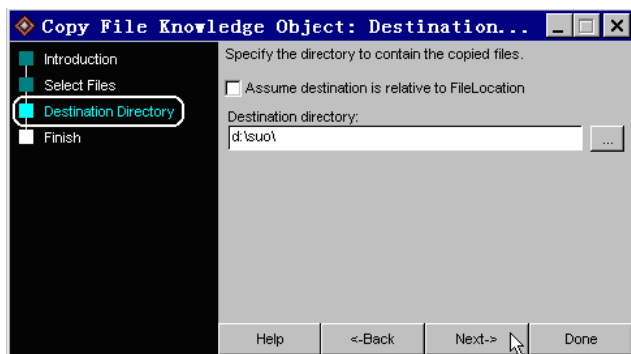 Copy File Knowledge Object: Destination...
Introduction
Select Files
Destination Directory
Finish
Specify the directory to contain the copied files.
Assume destination is relative to FileLocation
Destination directory:
d:\suo\
...
Help
<-Back
Next->
Done